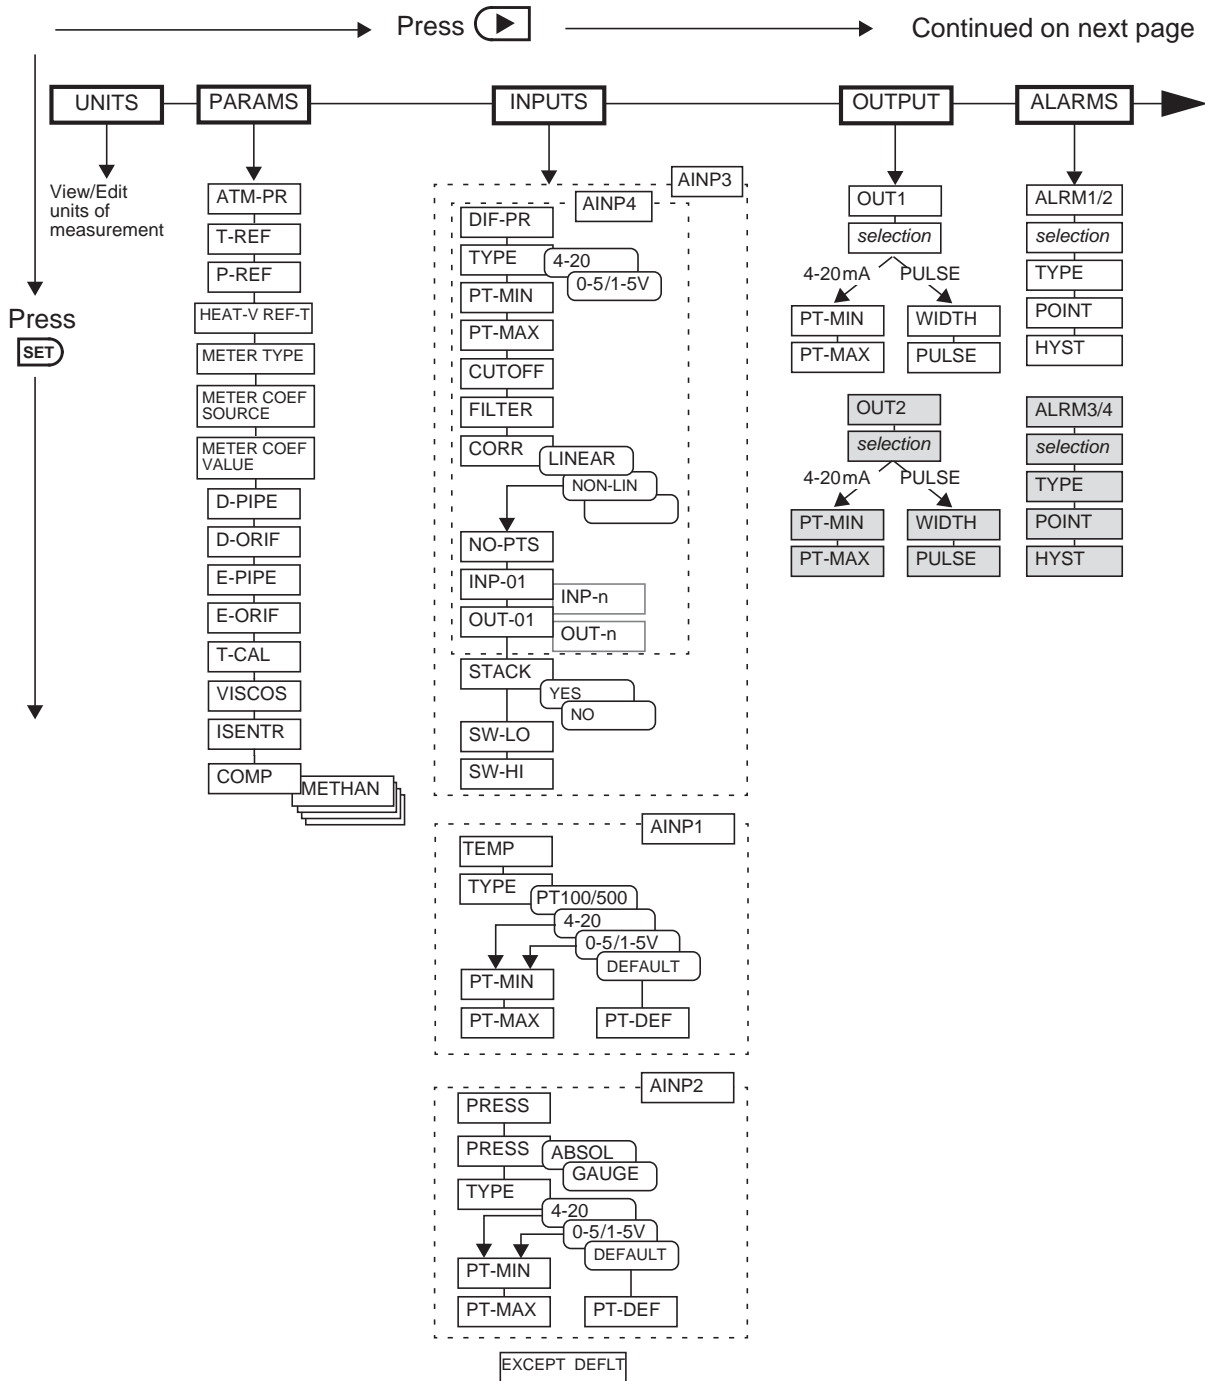 Press
Continued on next page
UNITS
PARAMS
INPUTS
OUTPUT
ALARMS
Press
SET
View/Edit
units of
measurement
ATM-PR
T-REF
P-REF
HEAT-V REF-T
METER TYPE
METER COEF
SOURCE
METER COEF
VALUE
D-PIPE
D-ORIF
E-PIPE
E-ORIF
T-CAL
VISCOS
ISENTR
COMP
METHAN
AINP3
AINP4
DIF-PR
TYPE
4-20
0-5/1-5V
PT-MIN
PT-MAX
CUTOFF
FILTER
CORR
LINEAR
NON-LIN
NO-PTS
INP-01
INP-n
OUT-01
OUT-n
STACK
YES
NO
SW-LO
SW-HI
AINP1
TEMP
TYPE
PT100/500
4-20
0-5/1-5V
DEFAULT
PT-MIN
PT-MAX
PT-DEF
AINP2
PRESS
PRESS
ABSOL
GAUGE
TYPE
4-20
0-5/1-5V
DEFAULT
PT-MIN
PT-MAX
PT-DEF
EXCEPT DEFLT
OUT1
selection
4-20mA
PULSE
PT-MIN
WIDTH
PT-MAX
PULSE
OUT2
selection
4-20mA
PULSE
PT-MIN
WIDTH
PT-MAX
PULSE
ALRM1/2
selection
TYPE
POINT
HYST
ALRM3/4
selection
TYPE
POINT
HYST